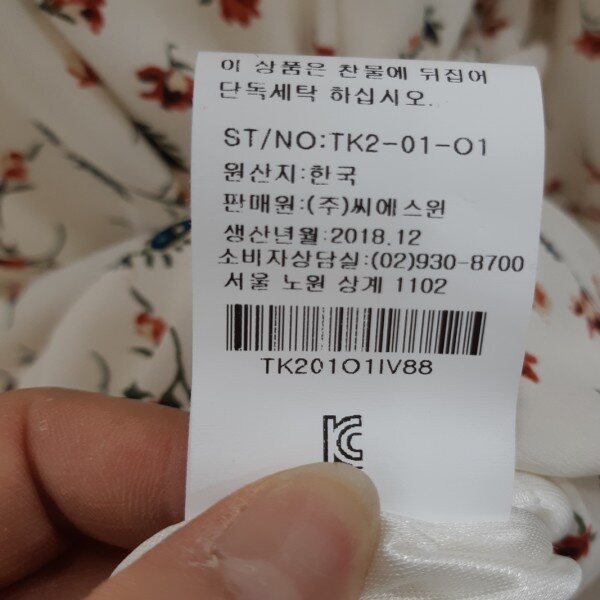 이 상품은 찬물에 뒤집어
단독세탁 하십시오.
ST/NO:TK2-01-O1
원산지:한국
판매원:(주)씨에스윈
생산년월:2018.12
소비자상담실:(02)930-8700
서울 노원 상계 1102
TK201O1IV88
KC